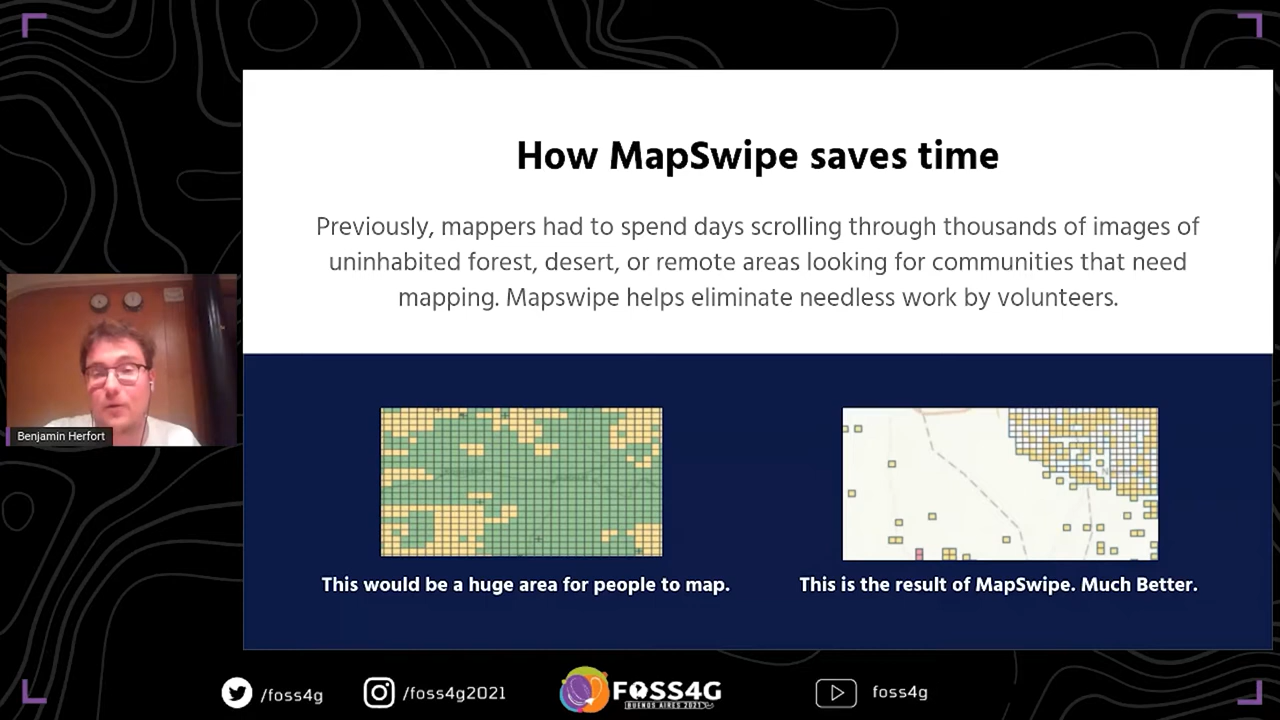 How MapSwipe saves time
Previously, mappers had to spend days scrolling through thousands of images of
uninhabited forest, desert, or remote areas looking for communities that need
mapping. Mapswipe helps eliminate needless work by volunteers.
Benjamin Herfort
This would be a huge area for people to map.
This is the result of MapSwipe. Much Better.
/foss4g
/foss4g2021
FOSS4G
BUENOS AIRES 2021
foss4g